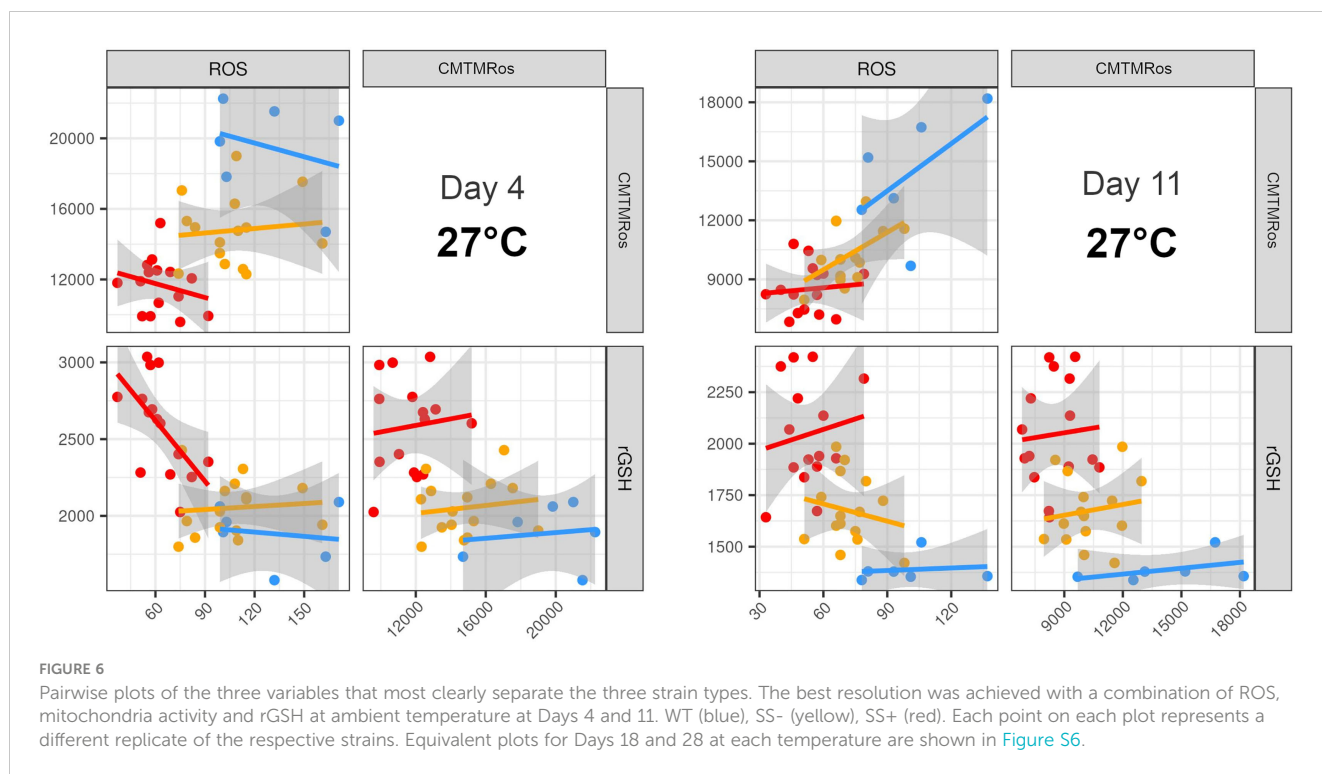 ROS CMTMRos ROS CMTMRos
20000
16000
12000
CMTMRos
Day 4
27°C
18000
15000
12000
9000
CMTMRos
Day 11
27°C
3000
2500
2000
rGSH
2250
2000
1750
1500
rGSH
60 90 120 150 12000 16000 20000
30 60 90 120 9000 12000 15000 18000
FIGURE 6
Pairwise plots of the three variables that most clearly separate the three strain types. The best resolution was achieved with a combination of ROS,
mitochondria activity and rGSH at ambient temperature at Days 4 and 11. WT (blue), SS- (yellow), SS+ (red). Each point on each plot represents a
different replicate of the respective strains. Equivalent plots for Days 18 and 28 at each temperature are shown in Figure S6.